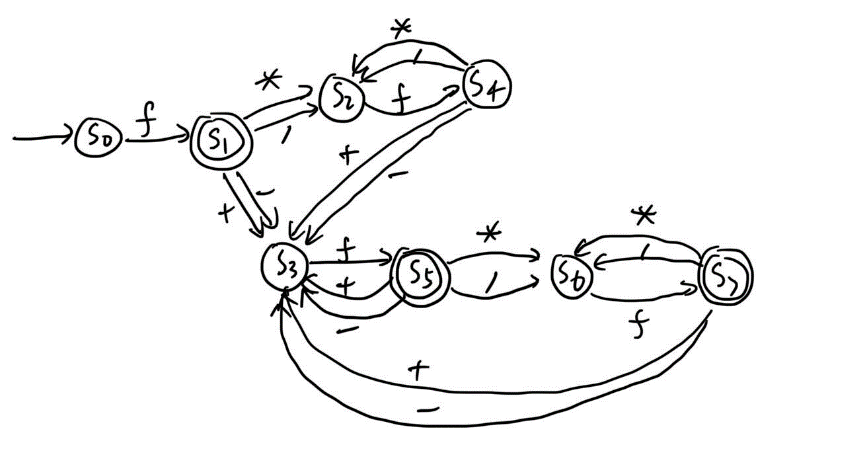 * ,
f S0 f S1 * , S2 f S4
+ - + -
S3 f S5 * , S6 f S7 * ,
+ -
+ -